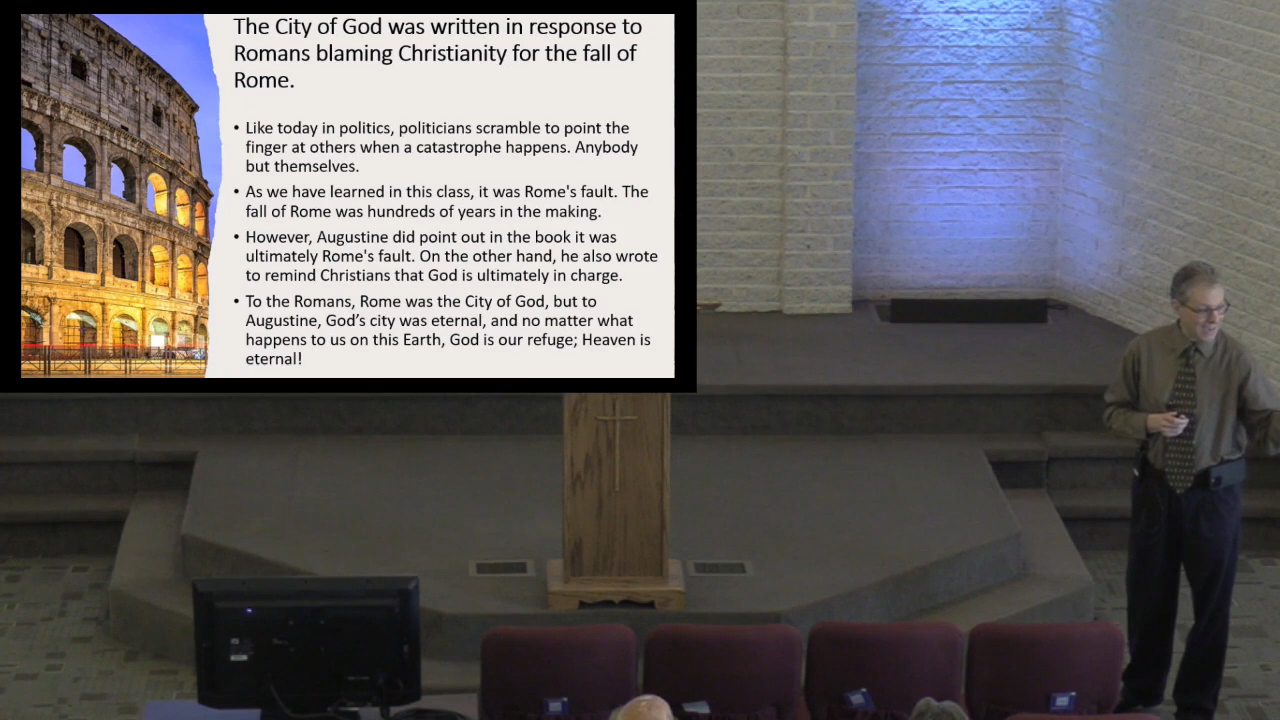 The City of God was written in response to
Romans blaming Christianity for the fall of
Rome.
• Like today in politics, politicians scramble to point the
finger at others when a catastrophe happens. Anybody
but themselves.
• As we have learned in this class, it was Rome's fault. The
fall of Rome was hundreds of years in the making.
• However, Augustine did point out in the book it was
ultimately Rome's fault. On the other hand, he also wrote
to remind Christians that God is ultimately in charge.
• To the Romans, Rome was the City of God, but to
Augustine, God’s city was eternal, and no matter what
happens to us on this Earth, God is our refuge; Heaven is
eternal!